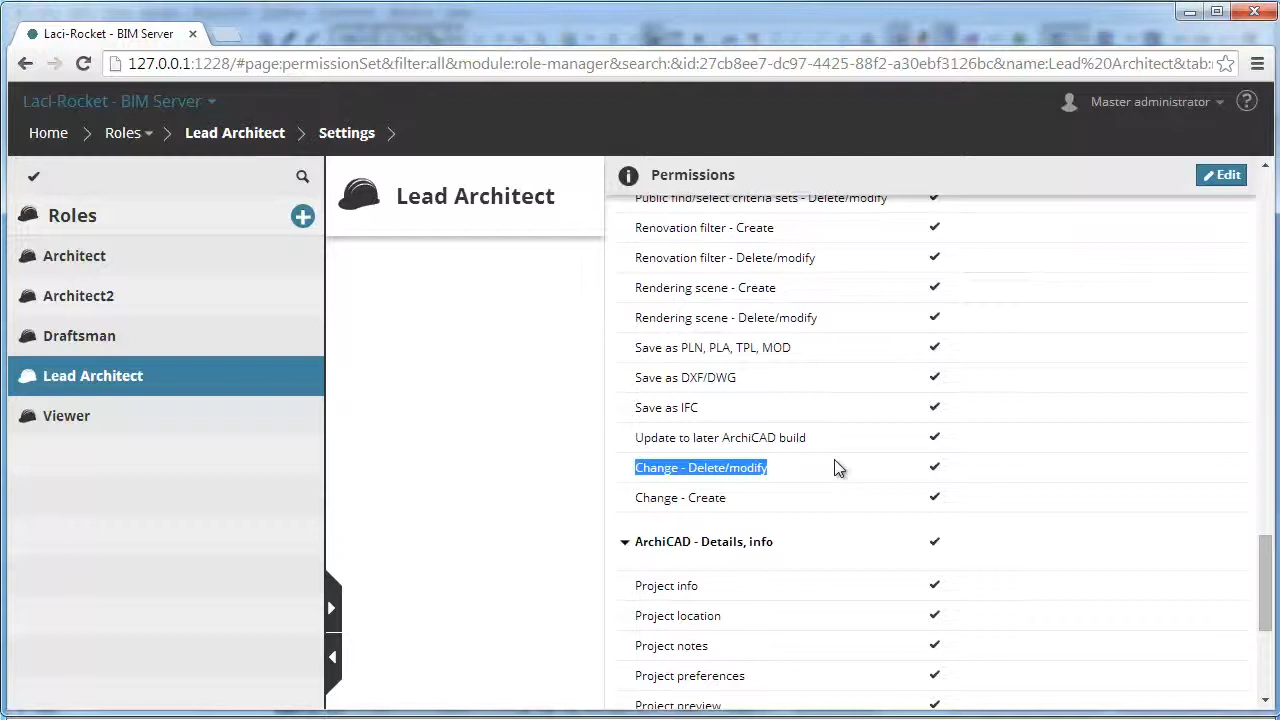 Laci-Rocket - BIM Server
127.0.0.1:1228/#page:permissionSet&filter:all&module:role-manager&search:&id:27cb8ee7-dc97-4425-88f2-a30ebf3126bc&name:Lead%20Architect&tab:
Laci-Rocket - BIM Server
Master administrator
Home
Roles
Lead Architect
Settings
Roles
Architect
Architect2
Draftsman
Lead Architect
Viewer
Lead Architect
Permissions
Edit
Public find/select criteria sets - Delete/modify
Renovation filter - Create
Renovation filter - Delete/modify
Rendering scene - Create
Rendering scene - Delete/modify
Save as PLN, PLA, TPL, MOD
Save as DXF/DWG
Save as IFC
Update to later ArchiCAD build
Change - Delete/modify
Change - Create
ArchiCAD - Details, info
Project info
Project location
Project notes
Project preferences
Project preview